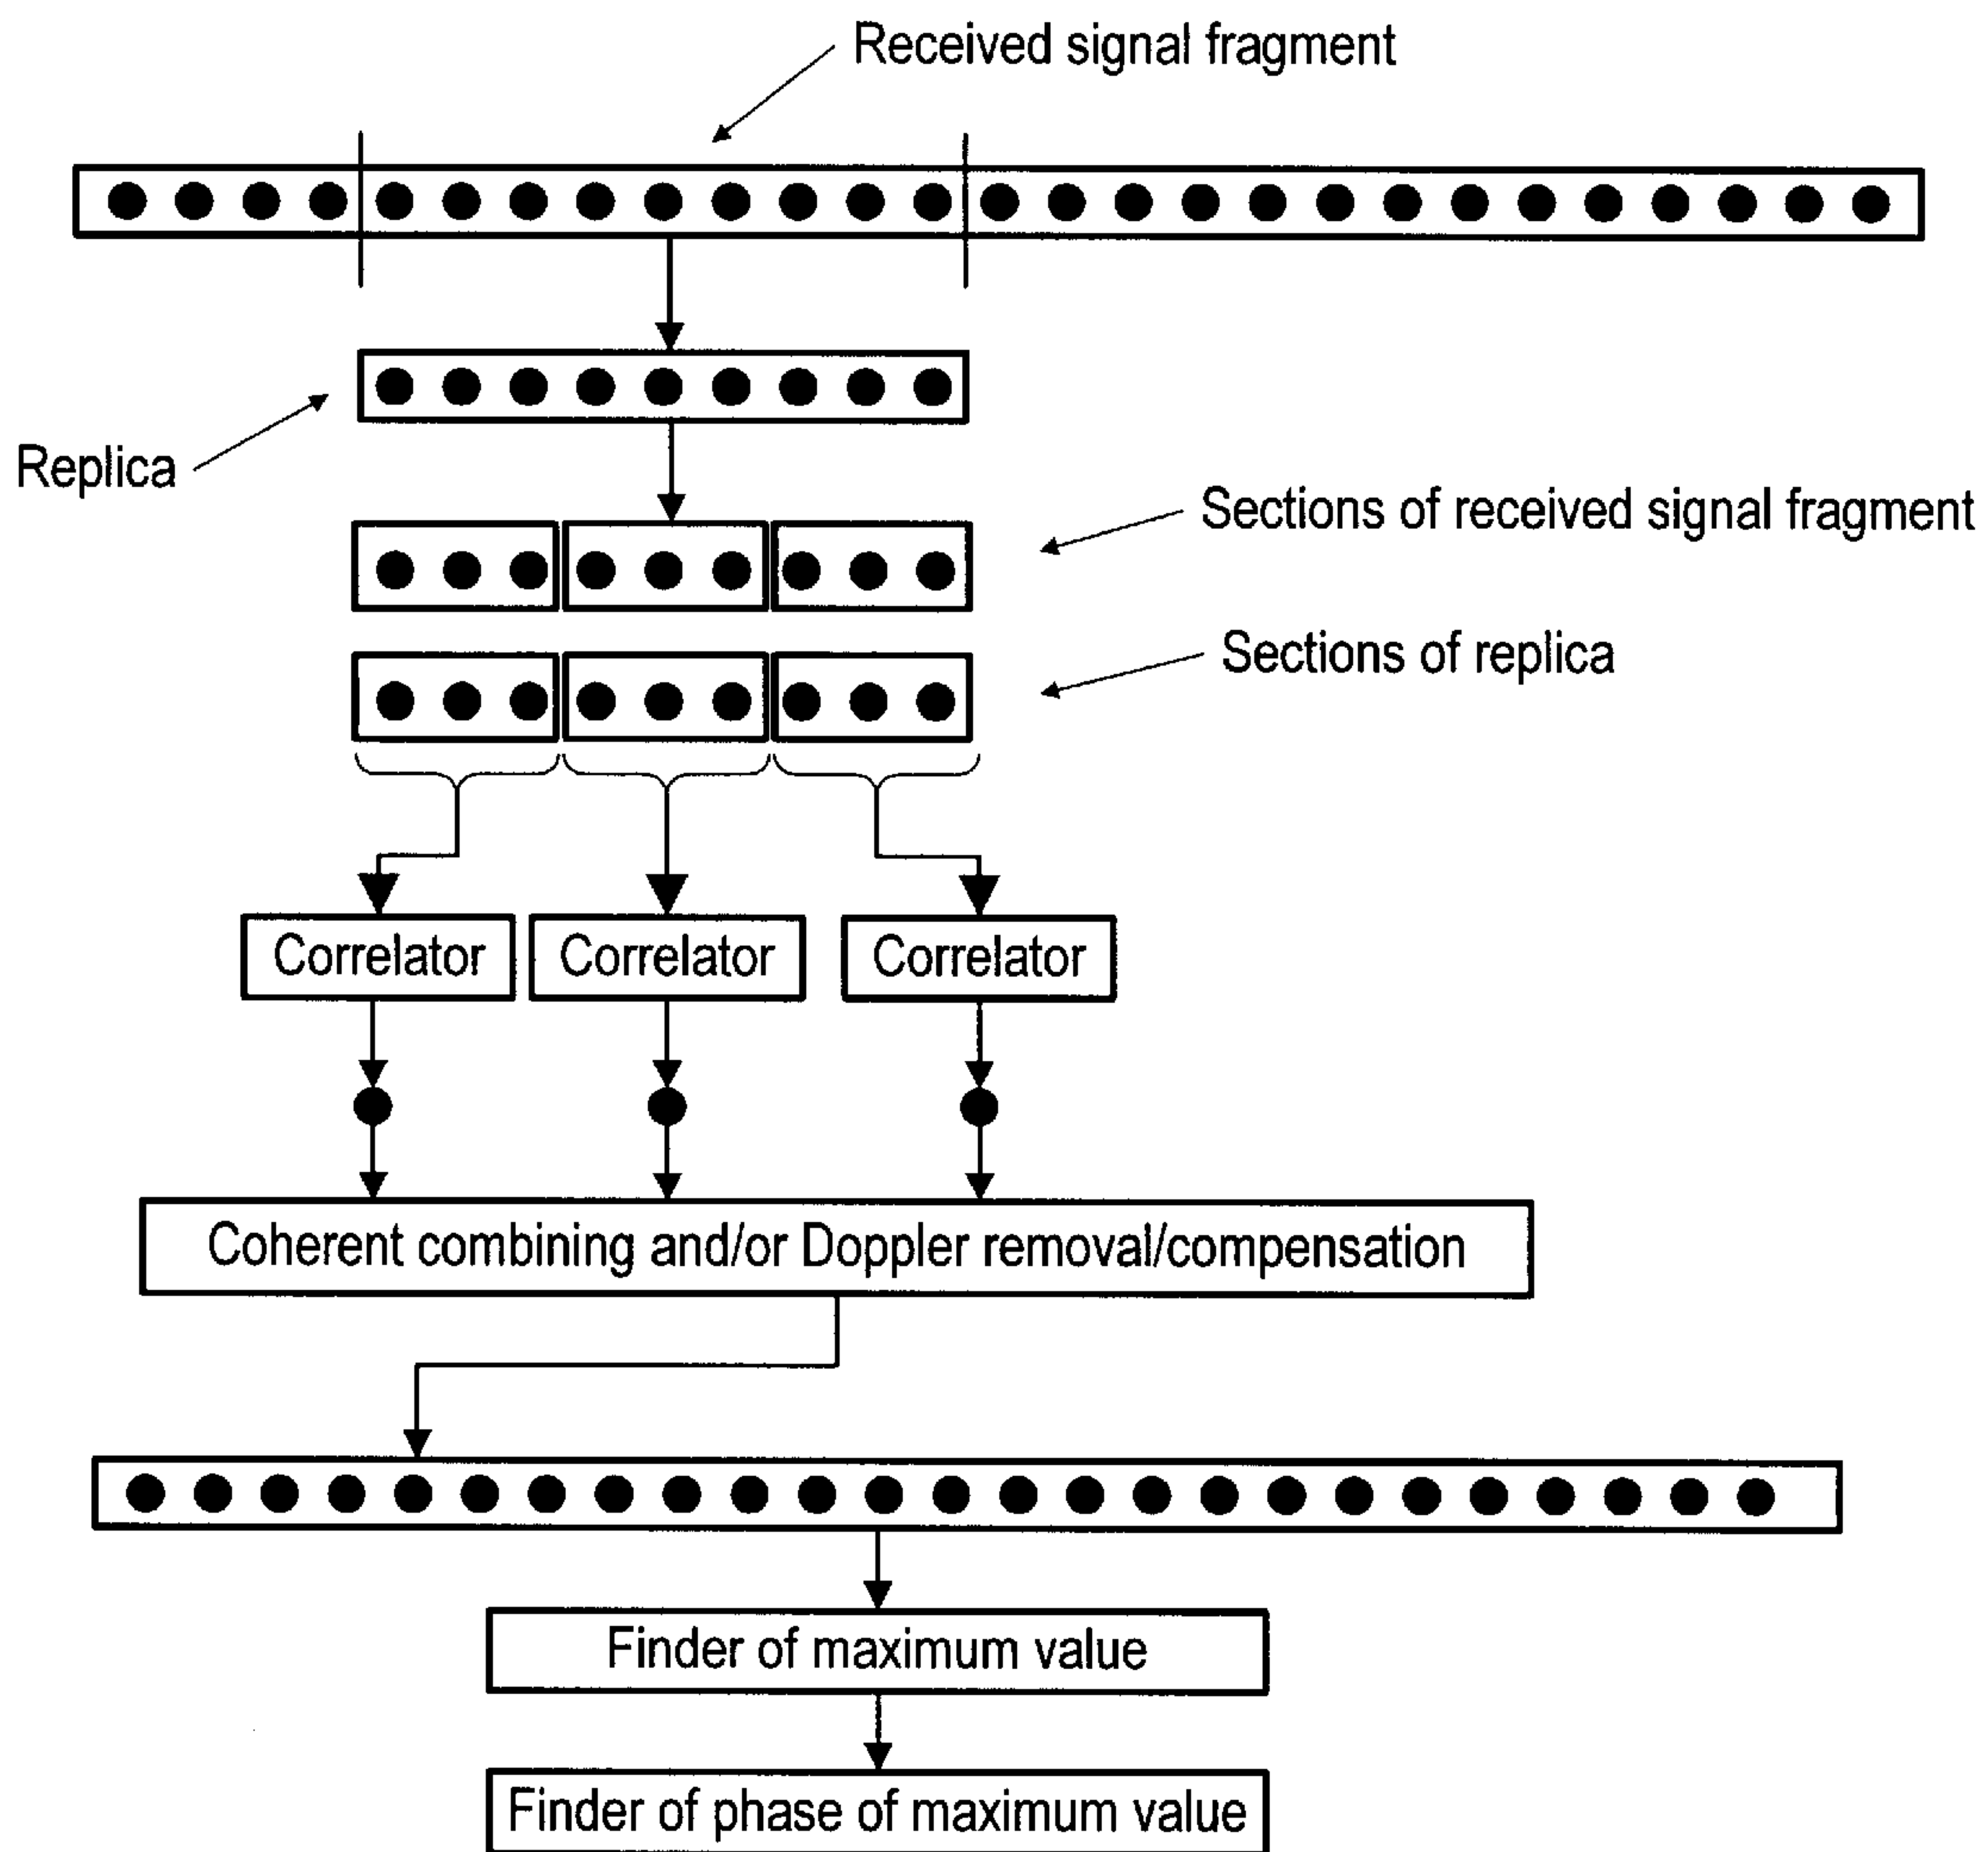 Received signal fragment
Replica
Sections of received signal fragment
Sections of replica
Correlator
Correlator
Correlator
Coherent combining and/or Doppler removal/compensation
Finder of maximum value
Finder of phase of maximum value